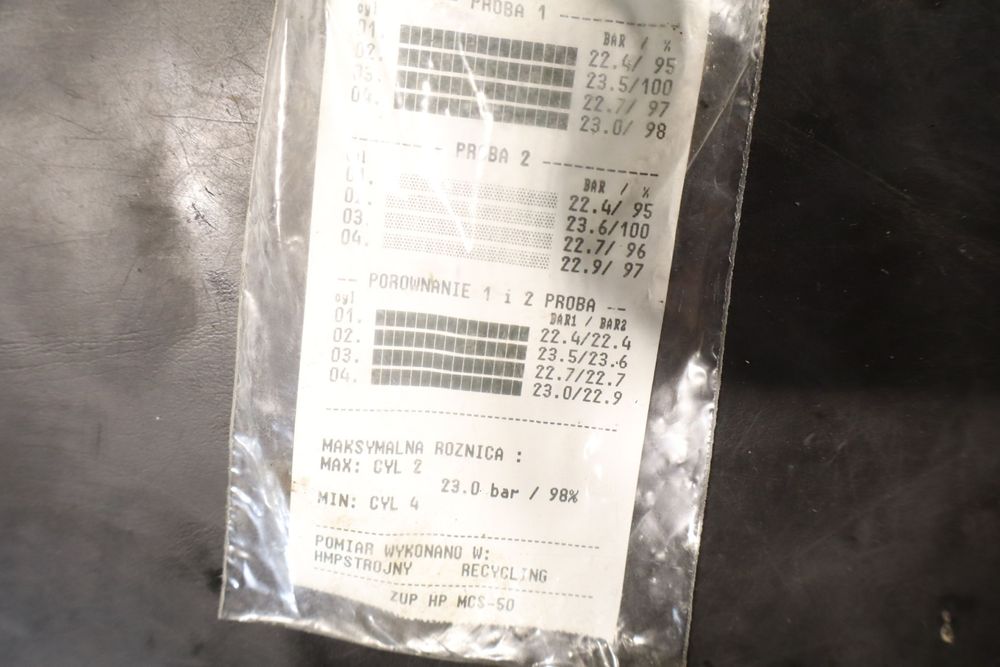 PROBA 1
cyl BAR / %
01. 22.4/ 95
02. 23.5/100
03. 22.7/ 97
04. 23.0/ 98
PROBA 2
BAR / %
01. 22.4/ 95
02. 23.6/100
03. 22.7/ 96
04. 22.9/ 97
-- POROWNANIE 1 i 2 PROBA --
cyl BAR1 / BAR2
01. 22.4/22.4
02. 23.5/23.6
03. 22.7/22.7
04. 23.0/22.9
MAKSYMALNA ROZNICA :
MAX: CYL 2
23.0 bar / 98%
MIN: CYL 4
POMIAR WYKONANO W:
HMPSTROJNY RECYCLING
ZUP HP MCS-50